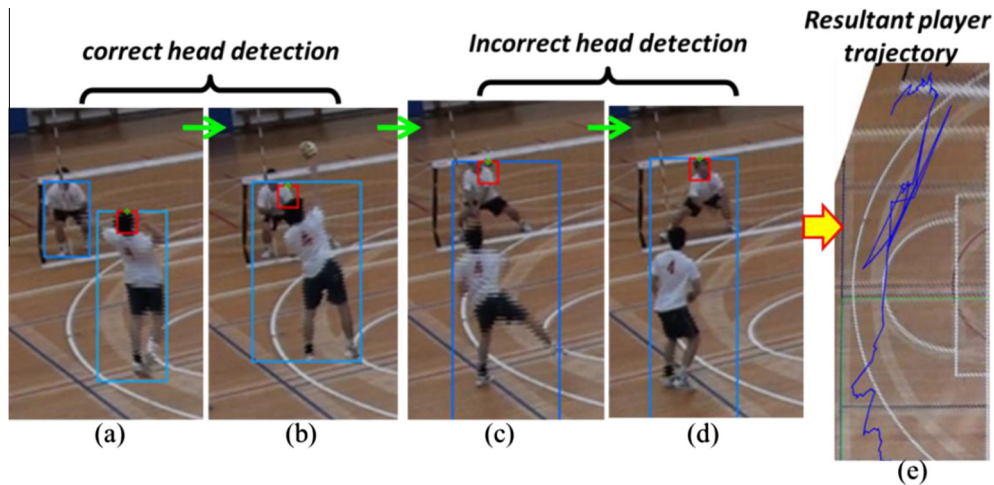 correct head detection
Incorrect head detection
Resultant player
trajectory
(a)
(b)
(c)
(d)
(e)